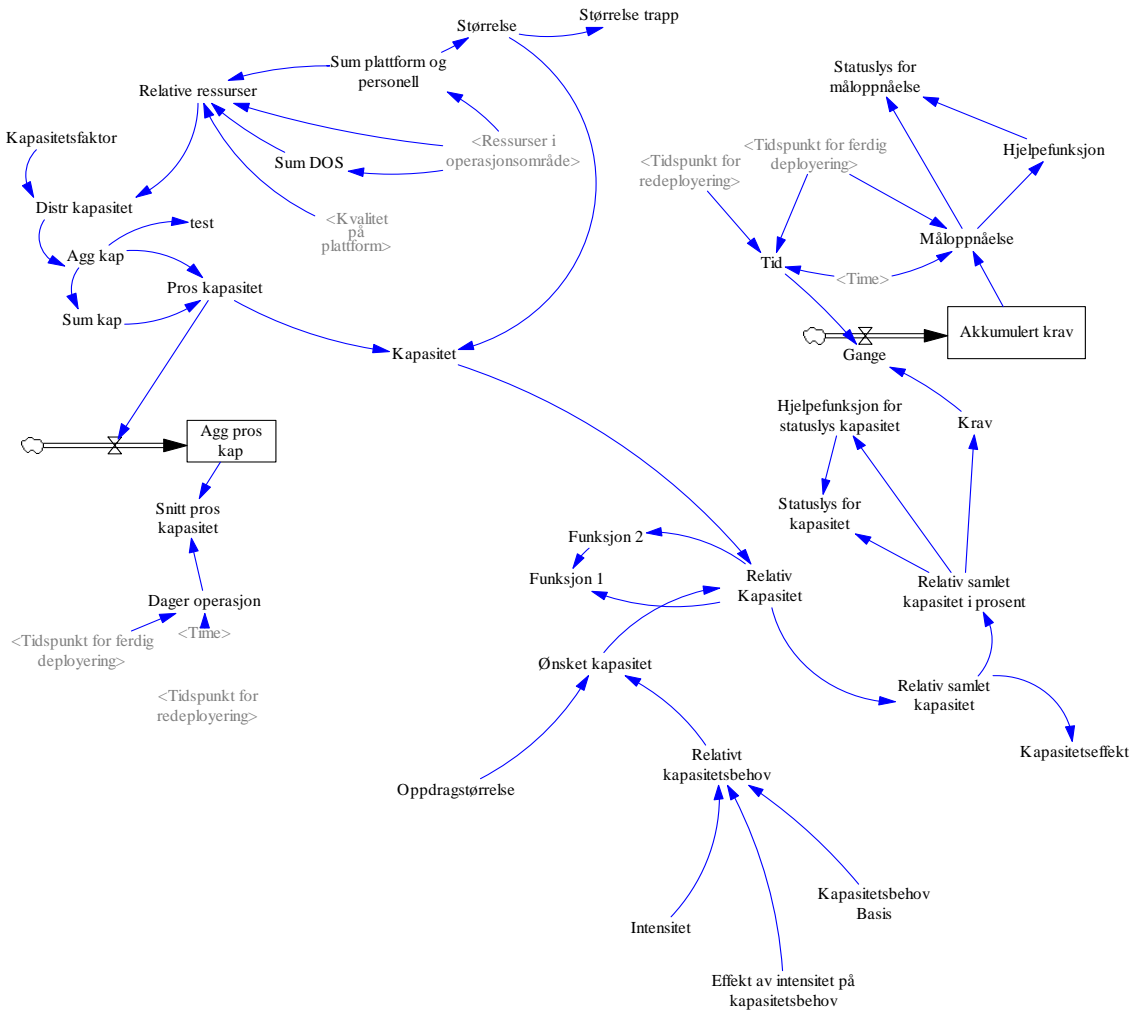 Størrelse
Størrelse trapp
Sum plattform og
personell
Relative ressurser
Statuslys for
måloppnåelse
Kapasitetsfaktor
<Ressurser i
operasjonsområde>
Sum DOS
<Tidspunkt for
redeployering>
<Tidspunkt for ferdig
deployering>
Hjelpefunksjon
Distr kapasitet
test
<Kvalitet
på
plattform>
Agg kap
Måloppnåelse
Tid
<Time>
Pros kapasitet
Sum kap
Akkumulert krav
Gange
Kapasitet
Hjelpefunksjon for
statuslys kapasitet
Krav
Agg pros
kap
Snitt pros
kapasitet
Statuslys for
kapasitet
Funksjon 2
Funksjon 1
Relativ
Kapasitet
Relativ samlet
kapasitet i prosent
Dager operasjon
<Time>
<Tidspunkt for ferdig
deployering>
Ønsket kapasitet
<Tidspunkt for
redeployering>
Relativ samlet
kapasitet
Kapasitetseffekt
Relativt
kapasitetsbehov
Oppdragstørrelse
Kapasitetsbehov
Basis
Intensitet
Effekt av intensitet på
kapasitetsbehov